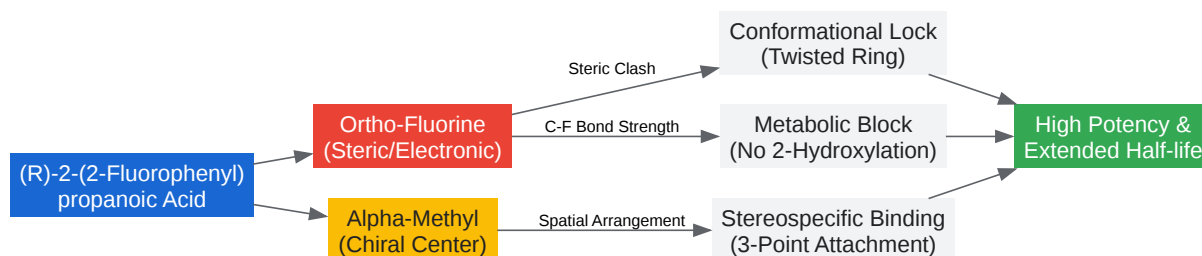 (R)-2-(2-Fluorophenyl)
propanoic Acid
Ortho-Fluorine
(Steric/Electronic)
Alpha-Methyl
(Chiral Center)
Steric Clash
C-F Bond Strength
Spatial Arrangement
Conformational Lock
(Twisted Ring)
Metabolic Block
(No 2-Hydroxylation)
Stereospecific Binding
(3-Point Attachment)
High Potency &
Extended Half-life